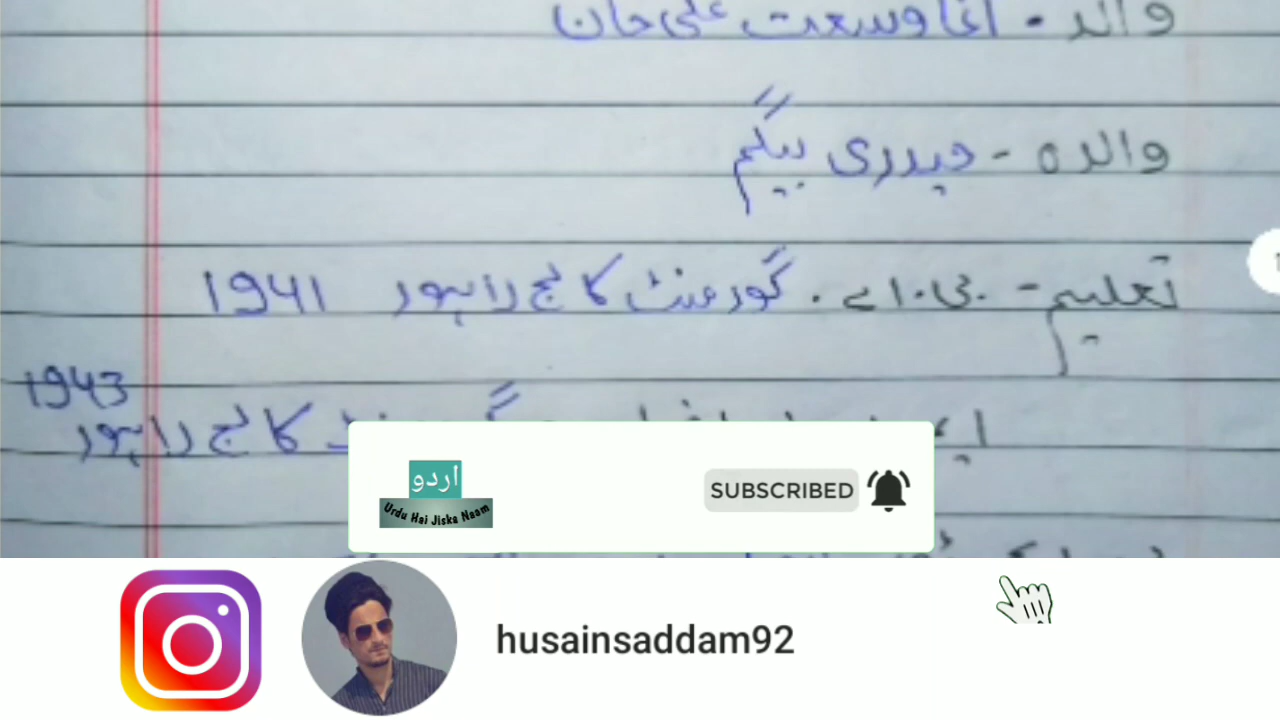 والد - آغا وسعت علی خان
والدہ - حیدری بیگم
تعلیم - بی.اے . گورمنٹ کالج لاہور 1941
1943
کالج لاہور
اردو
Urdu Hai Jiska Naam
SUBSCRIBED
husainsaddam92